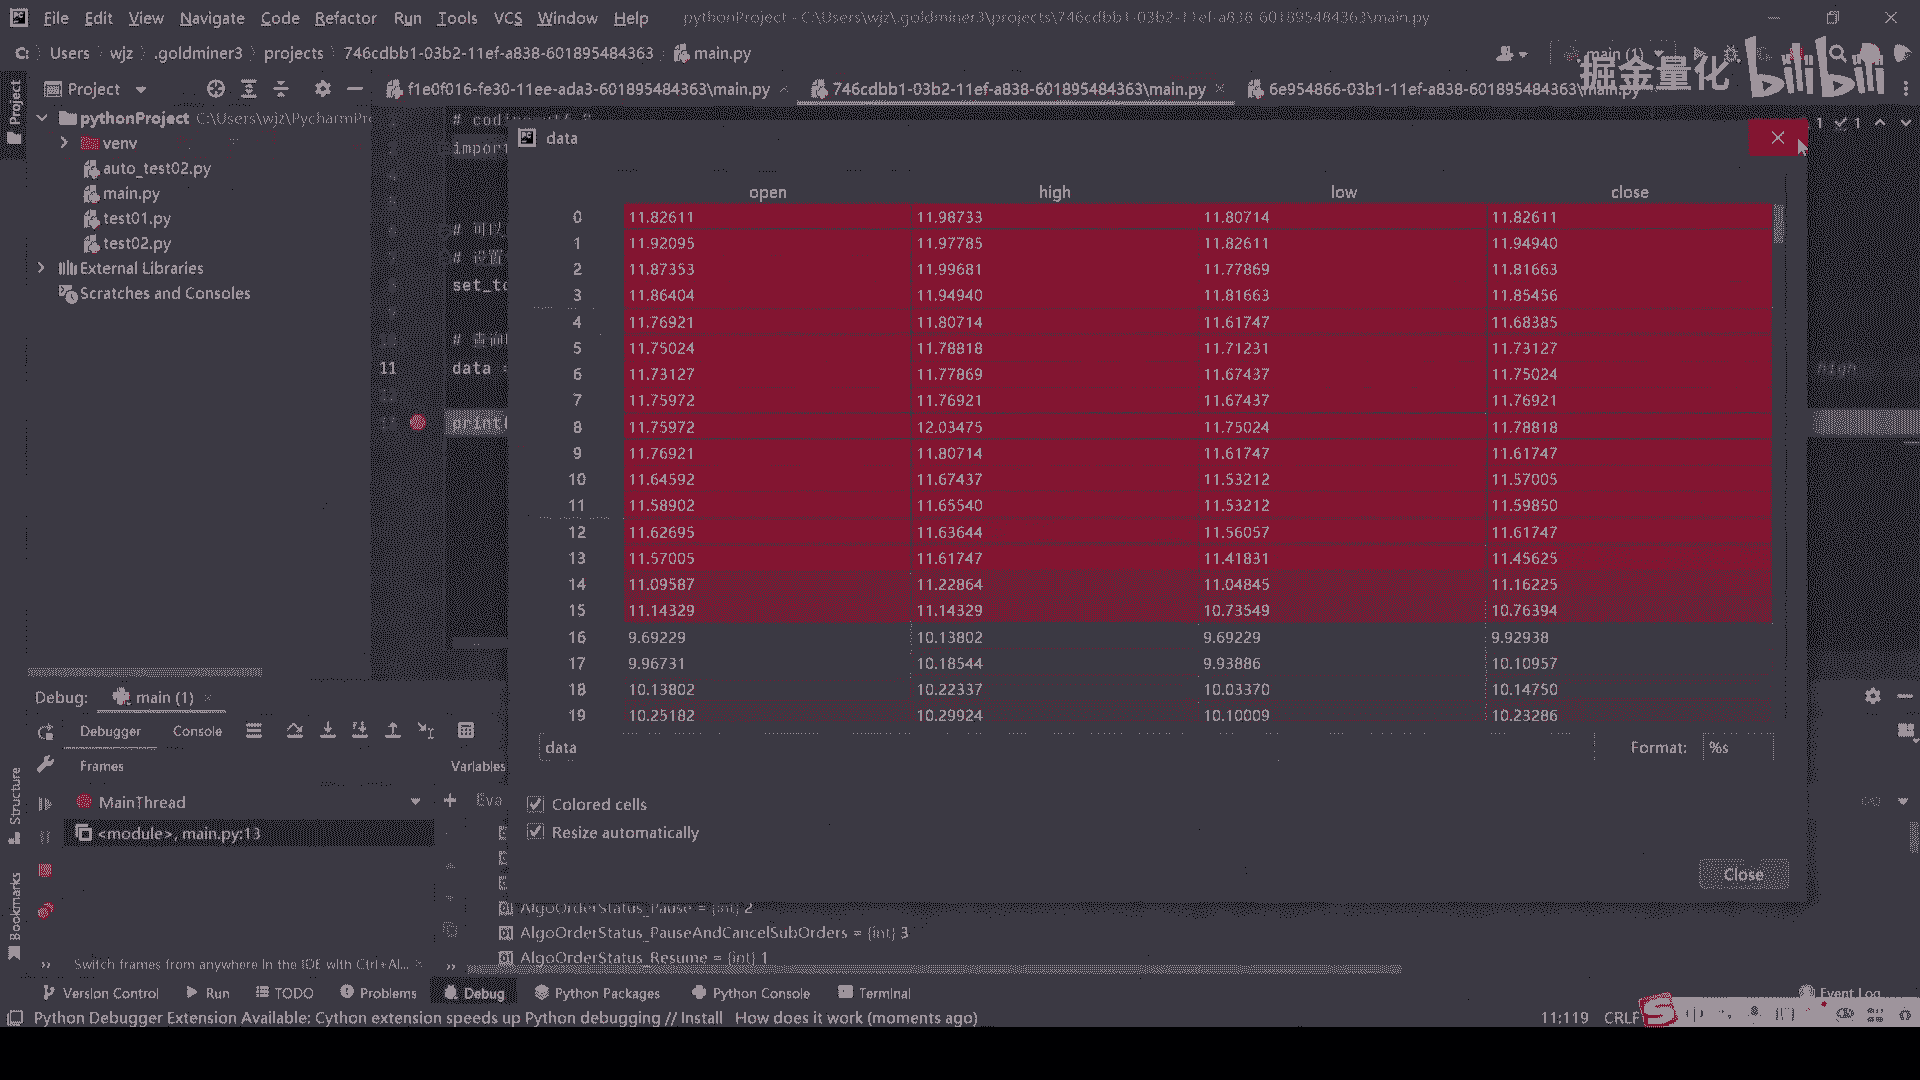 File Edit View Navigate Code Refactor Run Tools VCS Window Help pythonProject - C:\Users\wjz\.goldminer3\projects\746cdbb1-03b2-11ef-a838-601895484363\main.py
C: Users wjz .goldminer3 projects 746cdbb1-03b2-11ef-a838-601895484363 main.py
main (1)
掘金量化 bilibili
Project
Project
f1e0f016-fe30-11ee-ada3-601895484363\main.py
746cdbb1-03b2-11ef-a838-601895484363\main.py
6e954866-03b1-11ef-a838-601895484363\main.py
pythonProject C:\Users\wjz\PycharmPr
venv
auto_test02.py
main.py
test01.py
test02.py
External Libraries
Scratches and Consoles
import
set_to
11 data =
print(
high
1 1
data
open high low close
0 11.82611 11.98733 11.80714 11.82611
1 11.92095 11.97785 11.82611 11.94940
2 11.87353 11.99681 11.77869 11.81663
3 11.86404 11.94940 11.81663 11.85456
4 11.76921 11.80714 11.61747 11.68385
5 11.75024 11.78818 11.71231 11.73127
6 11.73127 11.77869 11.67437 11.75024
7 11.75972 11.76921 11.67437 11.76921
8 11.75972 12.03475 11.75024 11.78818
9 11.76921 11.80714 11.61747 11.61747
10 11.64592 11.67437 11.53212 11.57005
11 11.58902 11.65540 11.53212 11.59850
12 11.62695 11.63644 11.56057 11.61747
13 11.57005 11.61747 11.41831 11.45625
14 11.09587 11.22864 11.04845 11.16225
15 11.14329 11.14329 10.73549 10.76394
16 9.69229 10.13802 9.69229 9.92938
17 9.96731 10.18544 9.93886 10.10957
18 10.13802 10.22337 10.03370 10.14750
19 10.25182 10.29924 10.10009 10.23286
data Format: %s
Colored cells
Resize automatically
Close
Debug: main (1)
Debugger Console
Frames Variables
MainThread
Eva
<module>, main.py:13
AlgoOrderStatus_Pause = {int} 2
AlgoOrderStatus_PauseAndCancelSubOrders = {int} 3
AlgoOrderStatus_Resume = {int} 1
Switch frames from anywhere in the IDE with Ctrl+Al...
Structure
Bookmarks
Version Control Run TODO Problems Debug Python Packages Python Console Terminal Event Log
Python Debugger Extension Available: Cython extension speeds up Python debugging // Install How does it work (moments ago) 11:119 CRLF